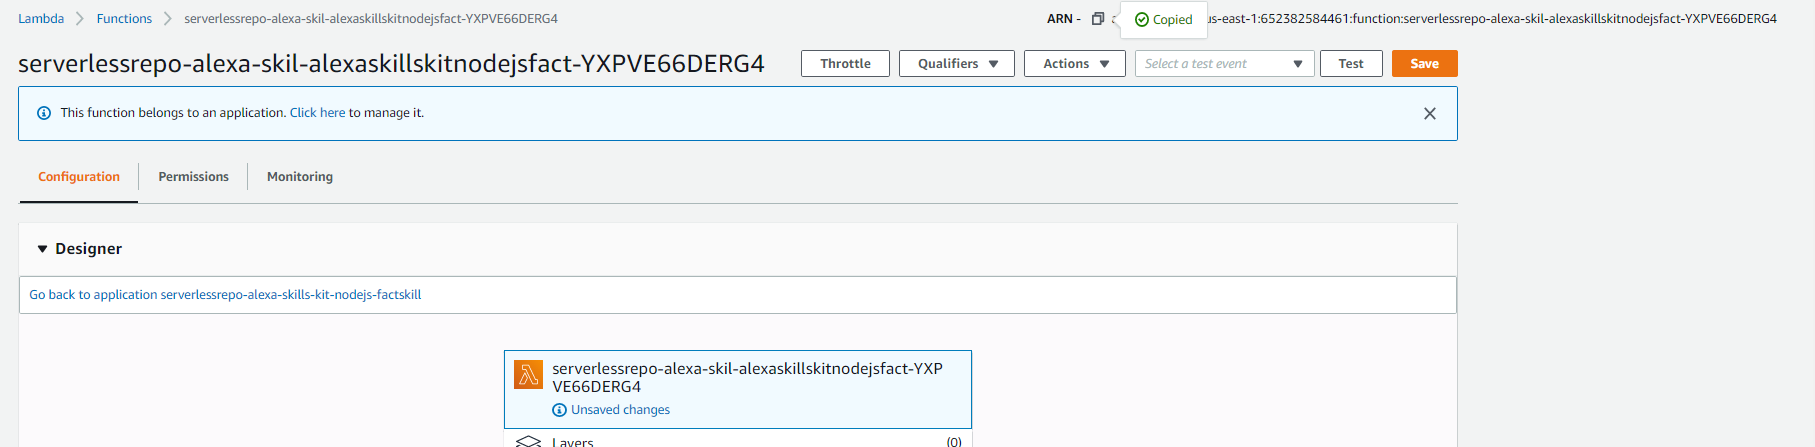 Lambda Functions serverlessrepo-alexa-skil-alexaskillskitnodejsfact-YXPVE66DERG4 ARN - Copied us-east-1:652382584461:function:serverlessrepo-alexa-skil-alexaskillskitnodejsfact-YXPVE66DERG4
serverlessrepo-alexa-skil-alexaskillskitnodejsfact-YXPVE66DERG4 Throttle Qualifiers Actions Select a test event Test Save
This function belongs to an application. Click here to manage it.
Configuration Permissions Monitoring
Designer
Go back to application serverlessrepo-alexa-skills-kit-nodejs-factskill
serverlessrepo-alexa-skil-alexaskillskitnodejsfact-YXP
VE66DERG4
Unsaved changes
Layers (0)